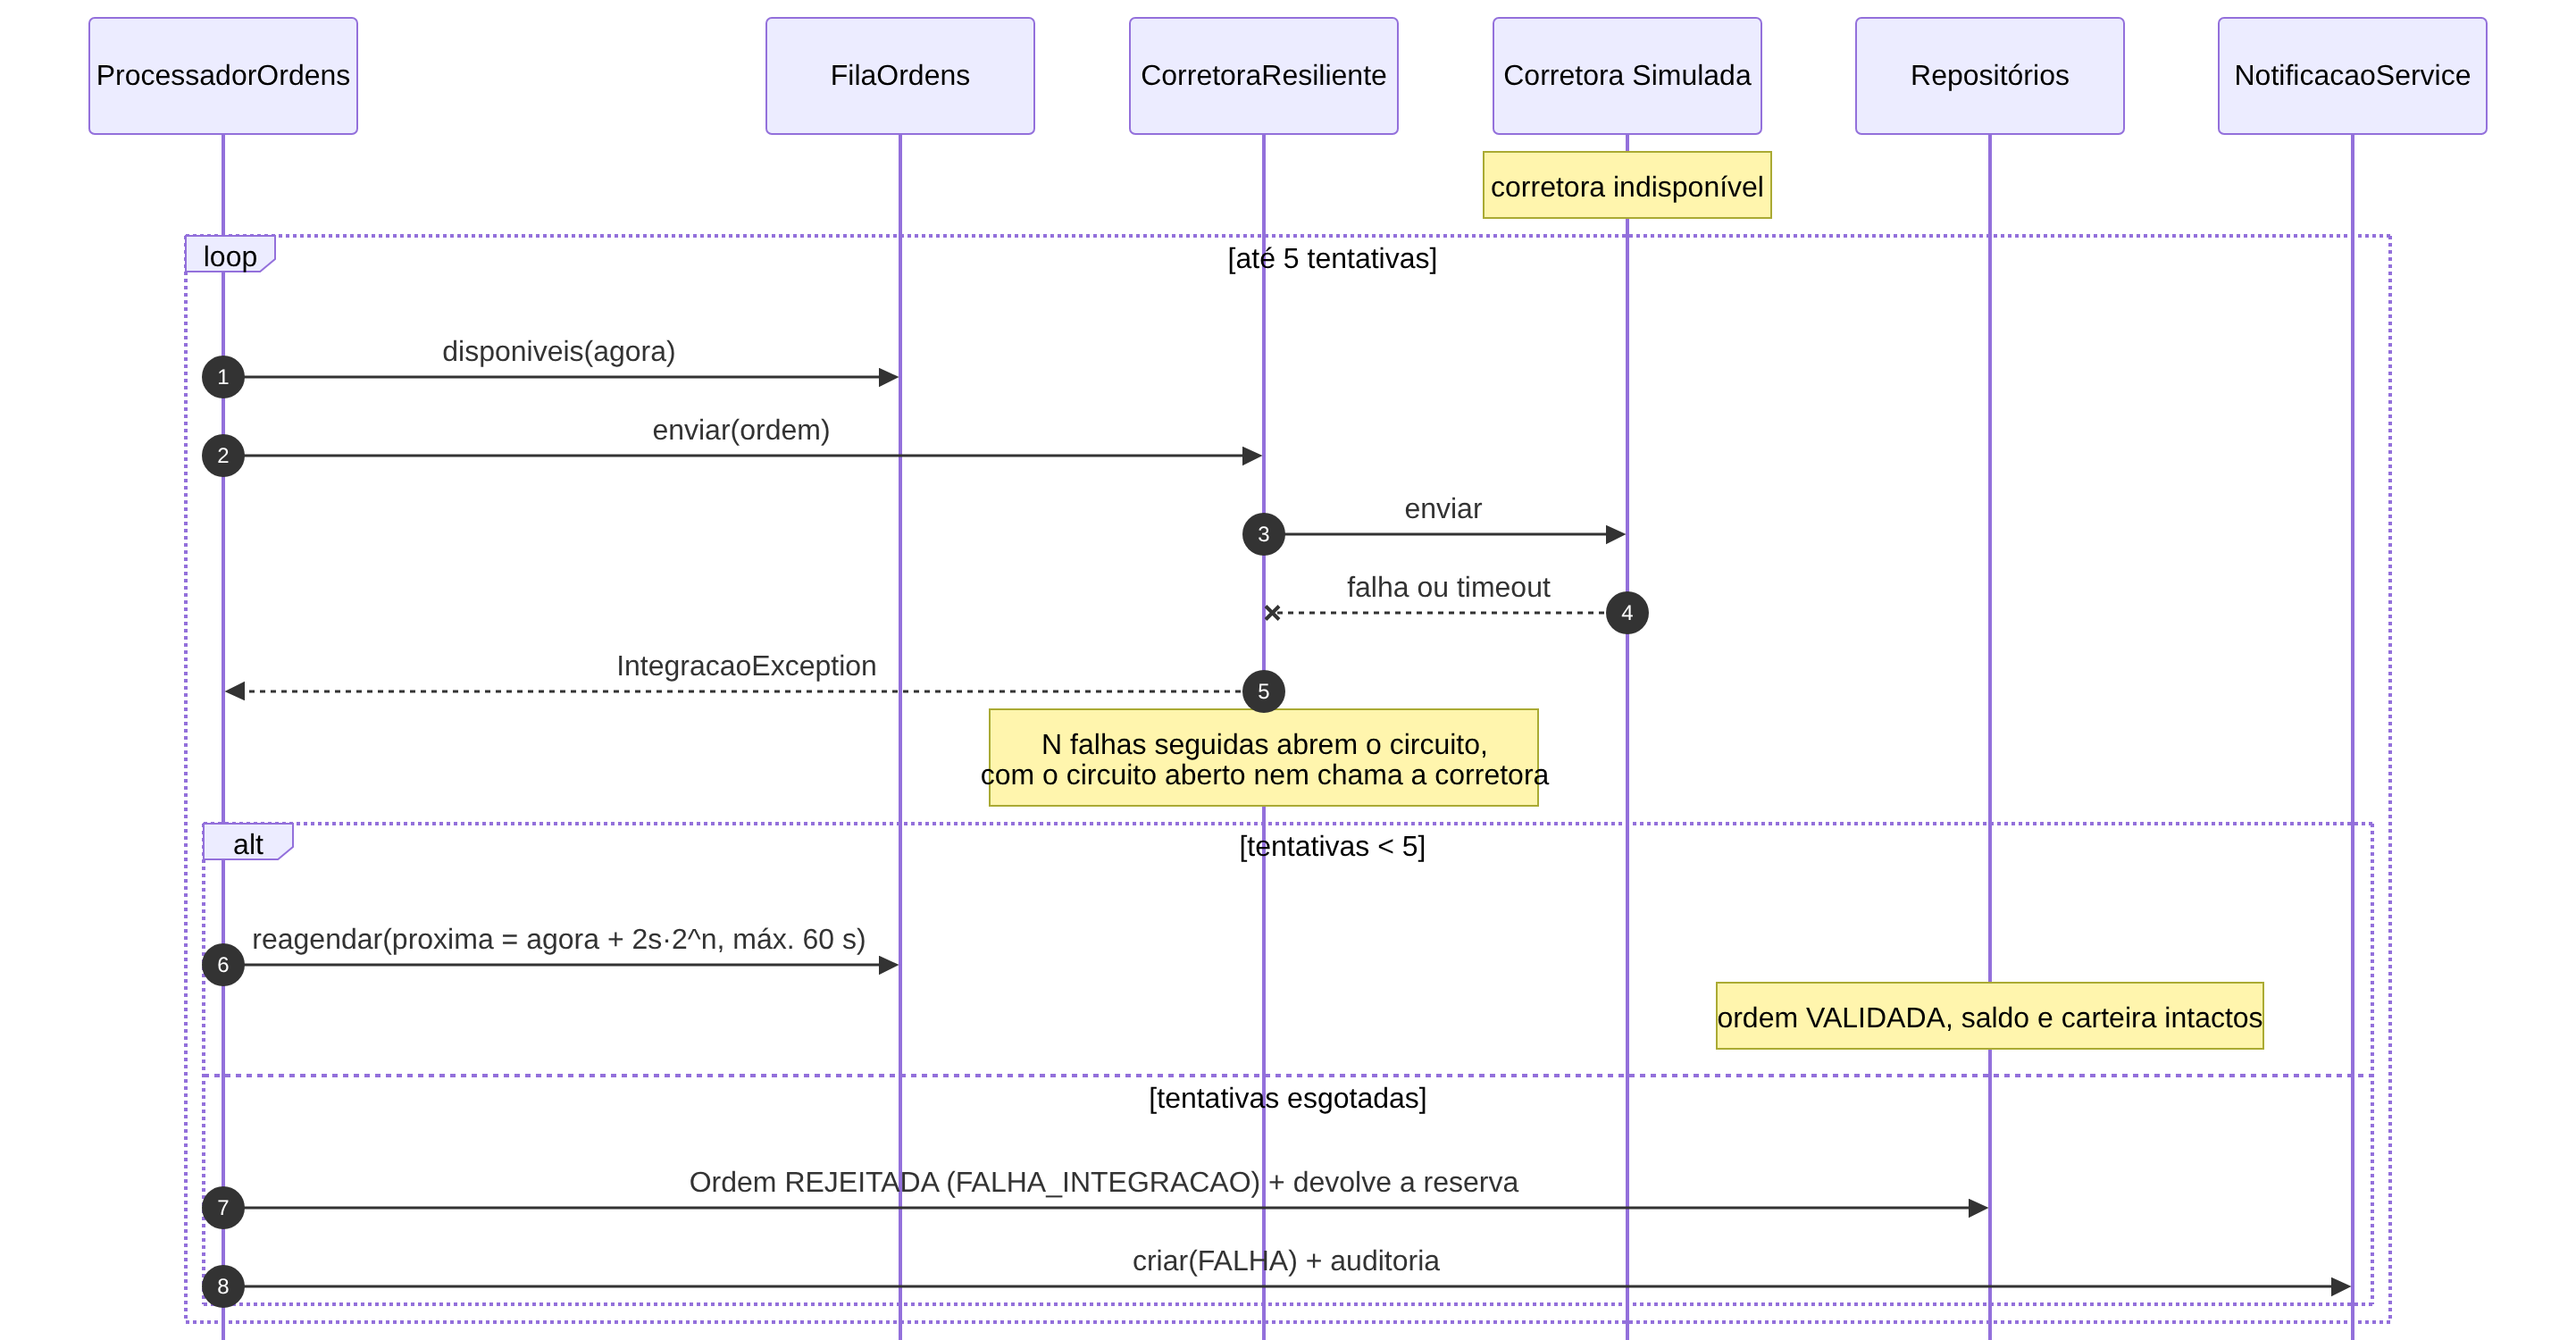 ProcessadorOrdens
FilaOrdens
CorretoraResiliente
Corretora Simulada
Repositórios
NotificacaoService
corretora indisponível
loop
[até 5 tentativas]
disponiveis(agora)
1
enviar(ordem)
2
enviar
3
falha ou timeout
4
IntegracaoException
5
N falhas seguidas abrem o circuito,
com o circuito aberto nem chama a corretora
alt
[tentativas < 5]
reagendar(proxima = agora + 2s·2^n, máx. 60 s)
6
ordem VALIDADA, saldo e carteira intactos
[tentativas esgotadas]
Ordem REJEITADA (FALHA_INTEGRACAO) + devolve a reserva
7
criar(FALHA) + auditoria
8